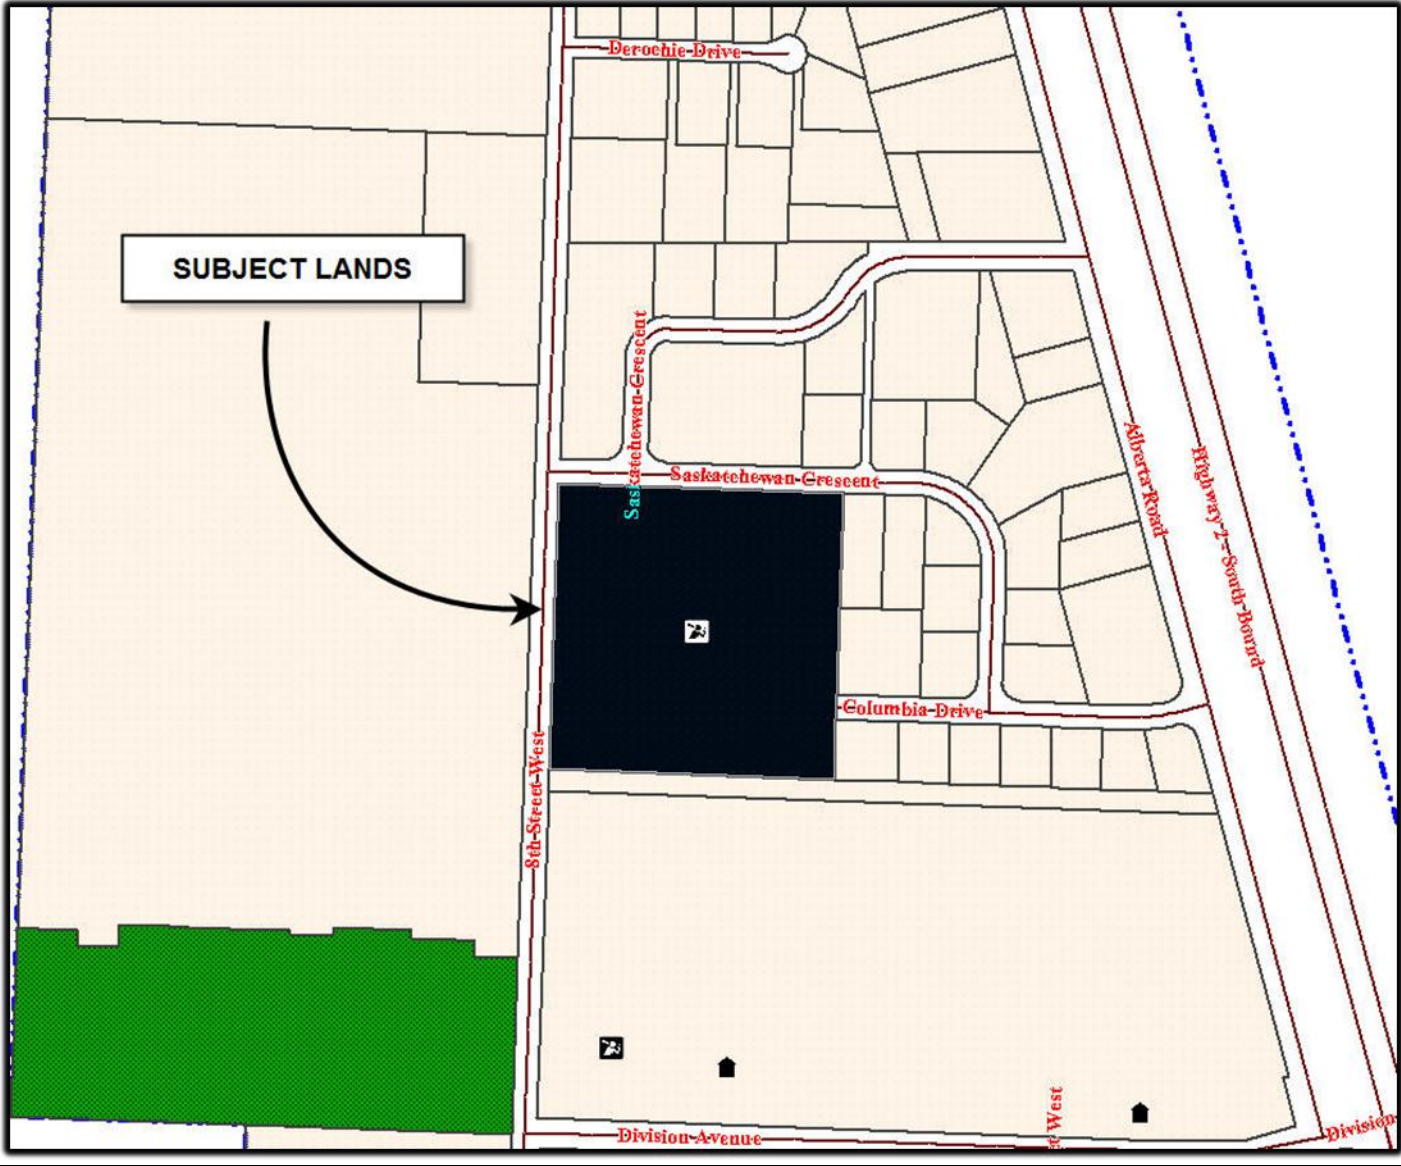 Derochie Drive
SUBJECT LANDS
Saskatchewan Crescent
Saskatchewan Crescent
Alberta Road
Highway 2 - South Bound
Columbia Drive
8th Street West
Division Avenue
t West
Division